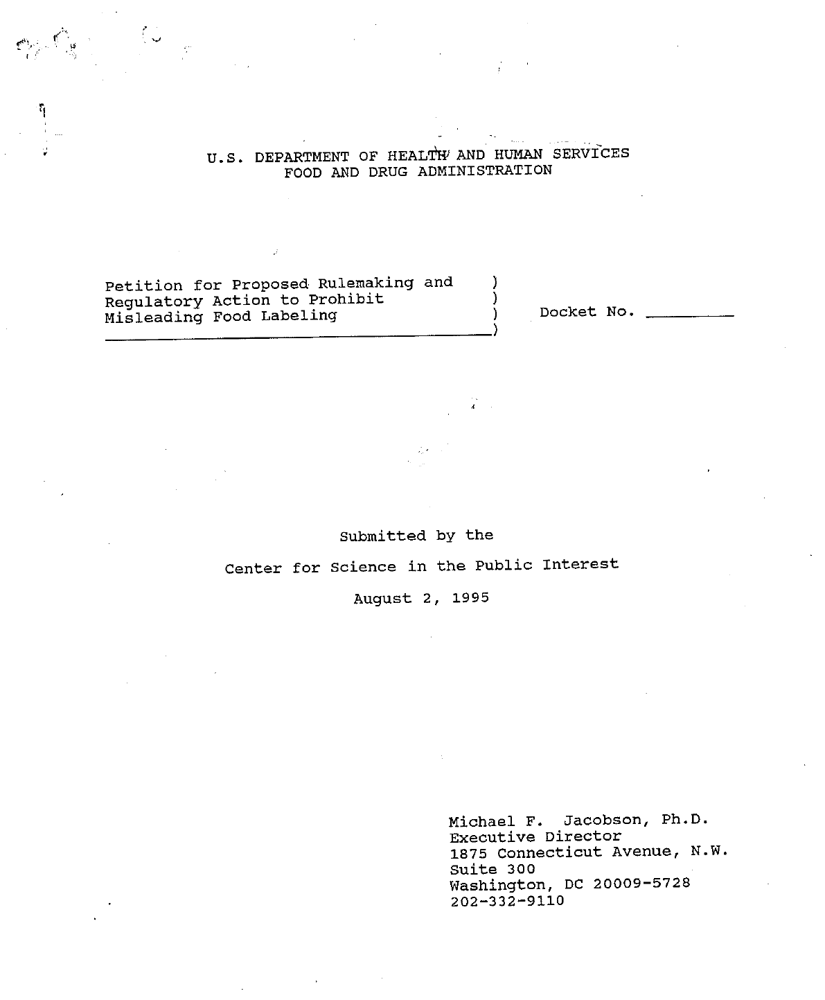 U.S. DEPARTMENT OF HEALTH AND HUMAN SERVICES
FOOD AND DRUG ADMINISTRATION
Petition for Proposed Rulemaking and )
Regulatory Action to Prohibit )
Misleading Food Labeling ) Docket No. _________
________________________________________)
Submitted by the
Center for Science in the Public Interest
August 2, 1995
Michael F. Jacobson, Ph.D.
Executive Director
1875 Connecticut Avenue, N.W.
Suite 300
Washington, DC 20009-5728
202-332-9110